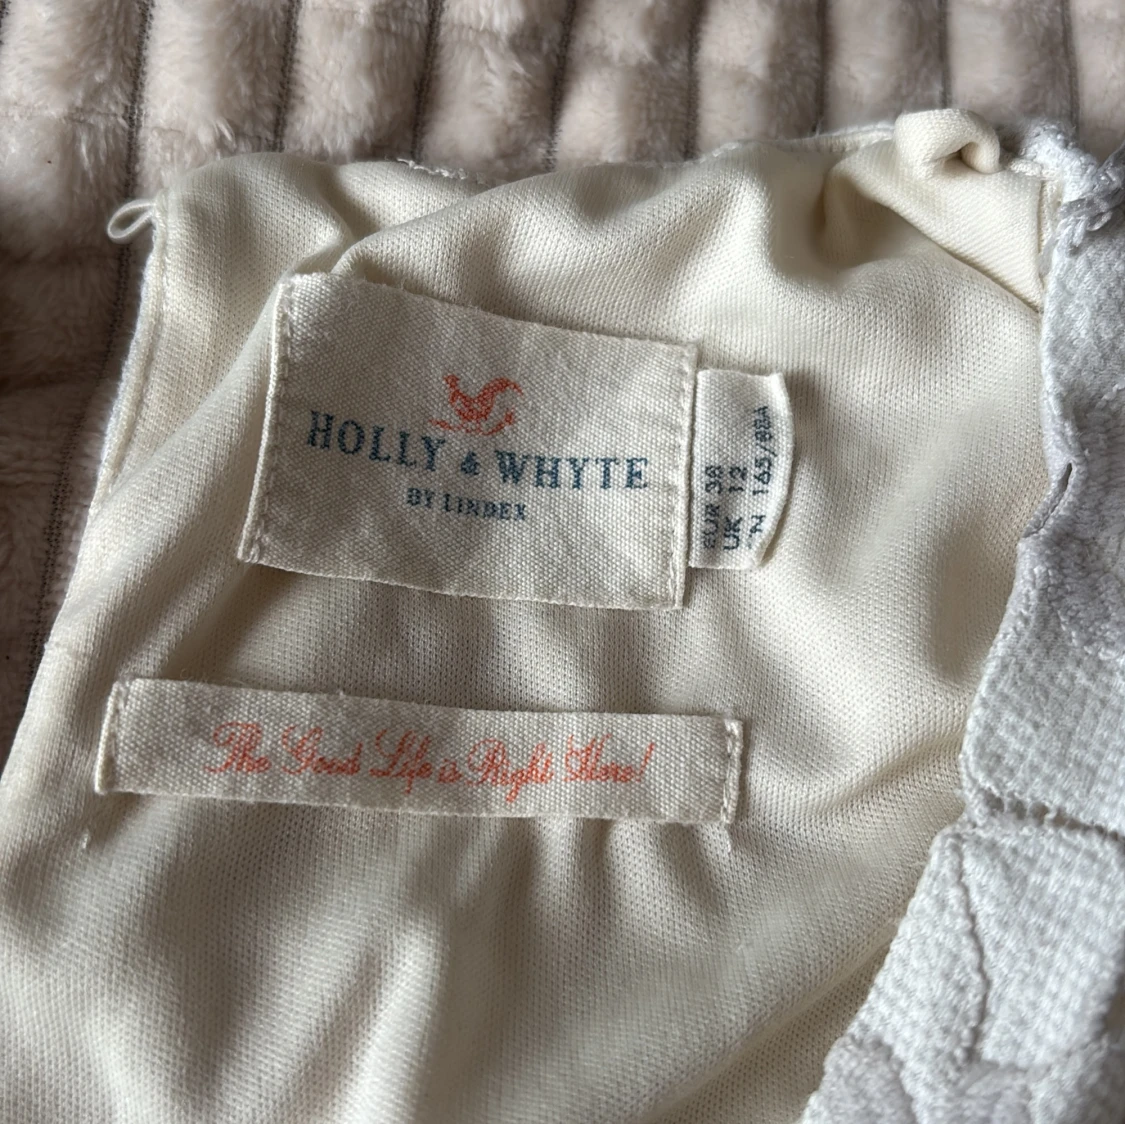 HOLLY & WHYTE
BY LINDEX
EUR 38
UK 12
CN 165/88A
The Good Life is Right Here!